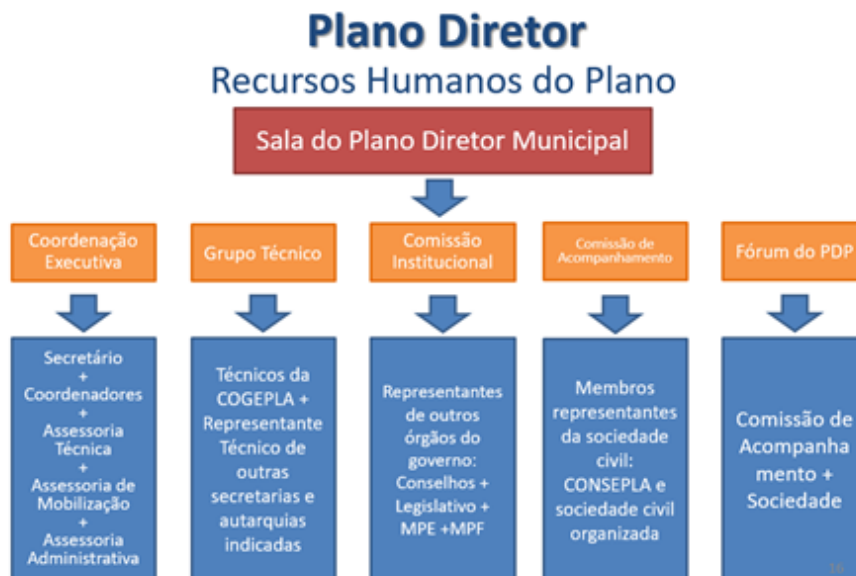 Plano Diretor
Recursos Humanos do Plano
Sala do Plano Diretor Municipal
Coordenação
Executiva
Grupo Técnico
Comissão
Institucional
Comissão de
Acompanhamento
Fórum do PDP
Secretário
+
Coordenadores
+
Assessoria
Técnica
+
Assessoria de
Mobilização
+
Assessoria
Administrativa
Técnicos da
COGEPLA +
Representante
Técnico de
outras
secretarias e
autarquias
indicadas
Representantes
de outros
órgãos do
governo:
Conselhos +
Legislativo +
MPE +MPF
Membros
representantes
da sociedade
civil:
CONSEPLA e
sociedade civil
organizada
Comissão de
Acompanha
mento +
Sociedade
16